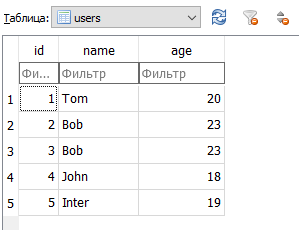 Таблица: users
id name age
Фи... Фильтр Фильтр
1 1 Tom 20
2 2 Bob 23
3 3 Bob 23
4 4 John 18
5 5 Inter 19